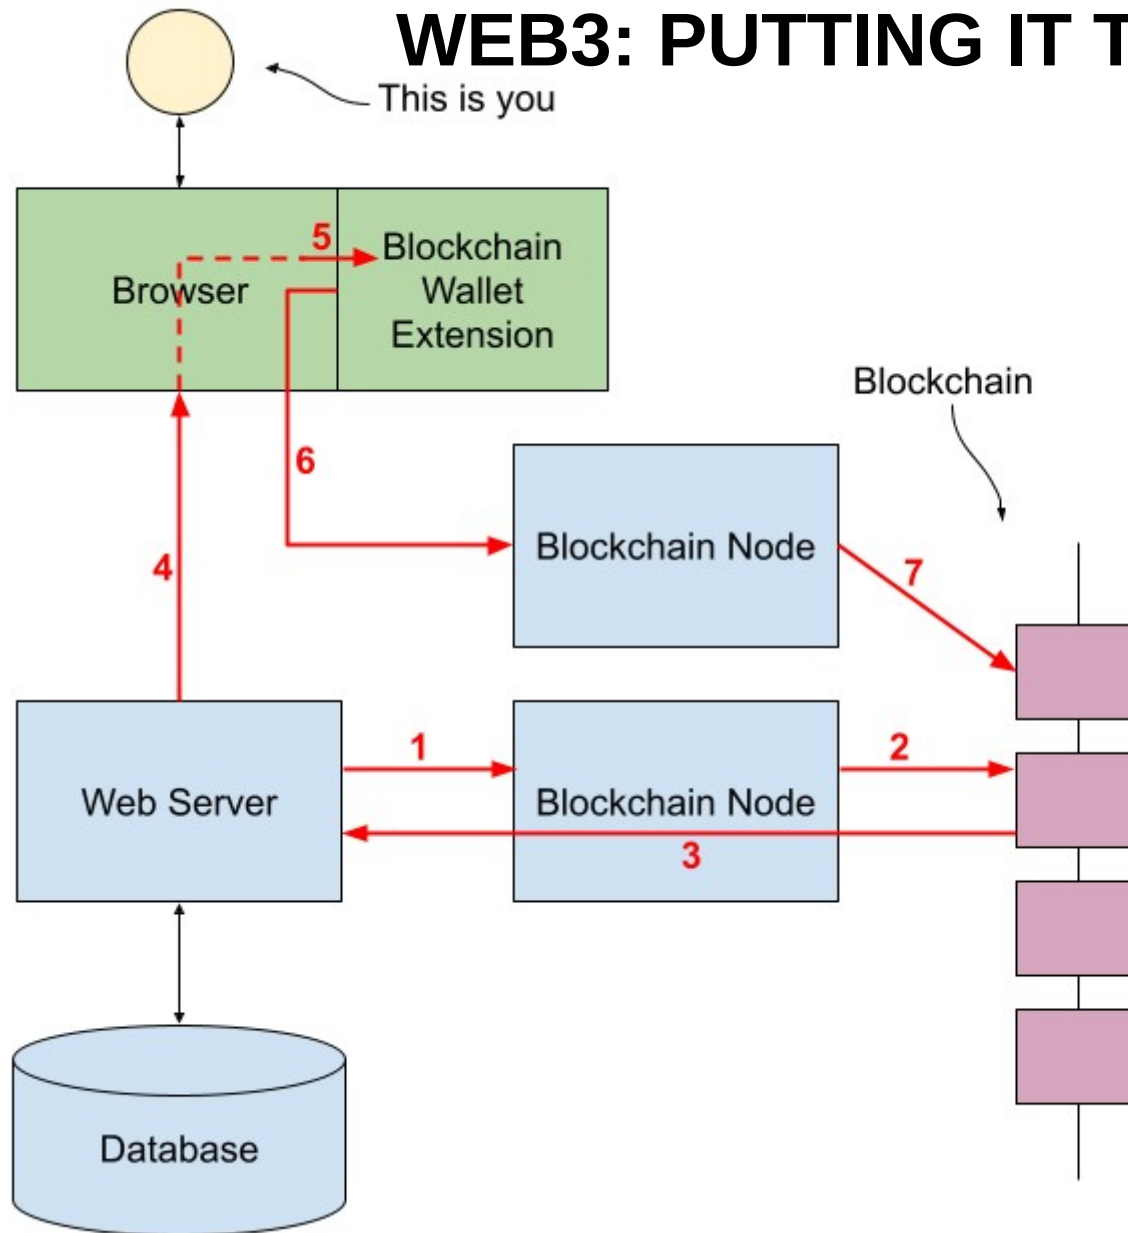 WEB3: PUTTING IT T
This is you
5
Blockchain
Wallet
Extension
Browser
Blockchain
6
Blockchain Node
7
4
1
2
Web Server
Blockchain Node
3
Database